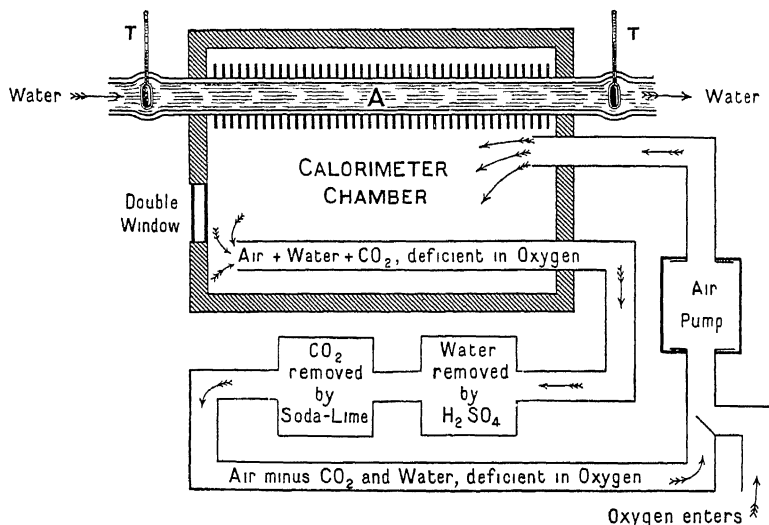 T
T
Water
A
Water
CALORIMETER
CHAMBER
Double
Window
Air + Water + CO₂, deficient in Oxygen
Air
Pump
CO₂
removed
by
Soda-Lime
Water
removed
by
H₂SO₄
Air minus CO₂ and Water, deficient in Oxygen
Oxygen enters